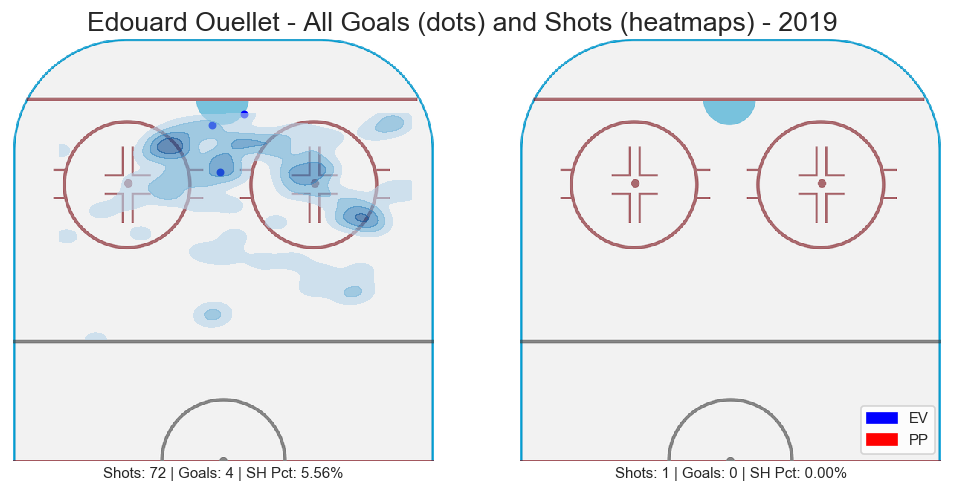 Edouard Ouellet - All Goals (dots) and Shots (heatmaps) - 2019
EV
PP
Shots: 72 | Goals: 4 | SH Pct: 5.56%
Shots: 1 | Goals: 0 | SH Pct: 0.00%